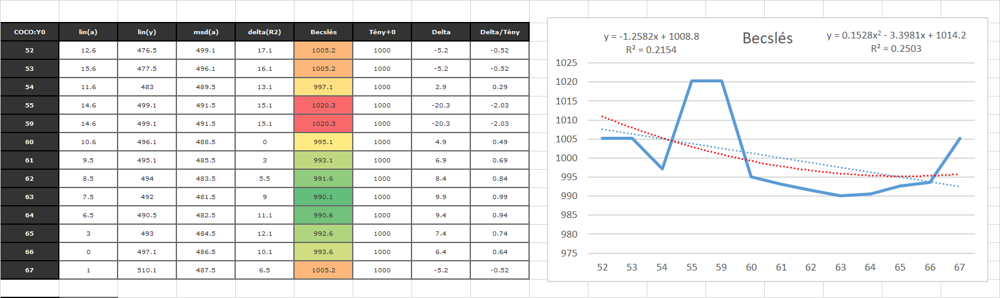 COCO:Y0 lin(a) lin(y) msd(a) delta(R2) Becslés Tény+0 Delta Delta/Tény
52 12.6 476.5 499.1 17.1 1005.2 1000 -5.2 -0.52
53 15.6 477.5 496.1 16.1 1005.2 1000 -5.2 -0.52
54 11.6 483 489.5 13.1 997.1 1000 2.9 0.29
55 14.6 499.1 491.5 15.1 1020.3 1000 -20.3 -2.03
59 14.6 499.1 491.5 15.1 1020.3 1000 -20.3 -2.03
60 10.6 496.1 488.5 0 995.1 1000 4.9 0.49
61 9.5 495.1 485.5 3 993.1 1000 6.9 0.69
62 8.5 494 483.5 5.5 991.6 1000 8.4 0.84
63 7.5 492 481.5 9 990.1 1000 9.9 0.99
64 6.5 490.5 482.5 11.1 990.6 1000 9.4 0.94
65 3 493 484.5 12.1 992.6 1000 7.4 0.74
66 0 497.1 486.5 10.1 993.6 1000 6.4 0.64
67 1 510.1 487.5 6.5 1005.2 1000 -5.2 -0.52
y = -1.2582x + 1008.8
R² = 0.2154
Becslés
y = 0.1528x² - 3.3981x + 1014.2
R² = 0.2503
1025
1020
1015
1010
1005
1000
995
990
985
980
975
52 53 54 55 59 60 61 62 63 64 65 66 67